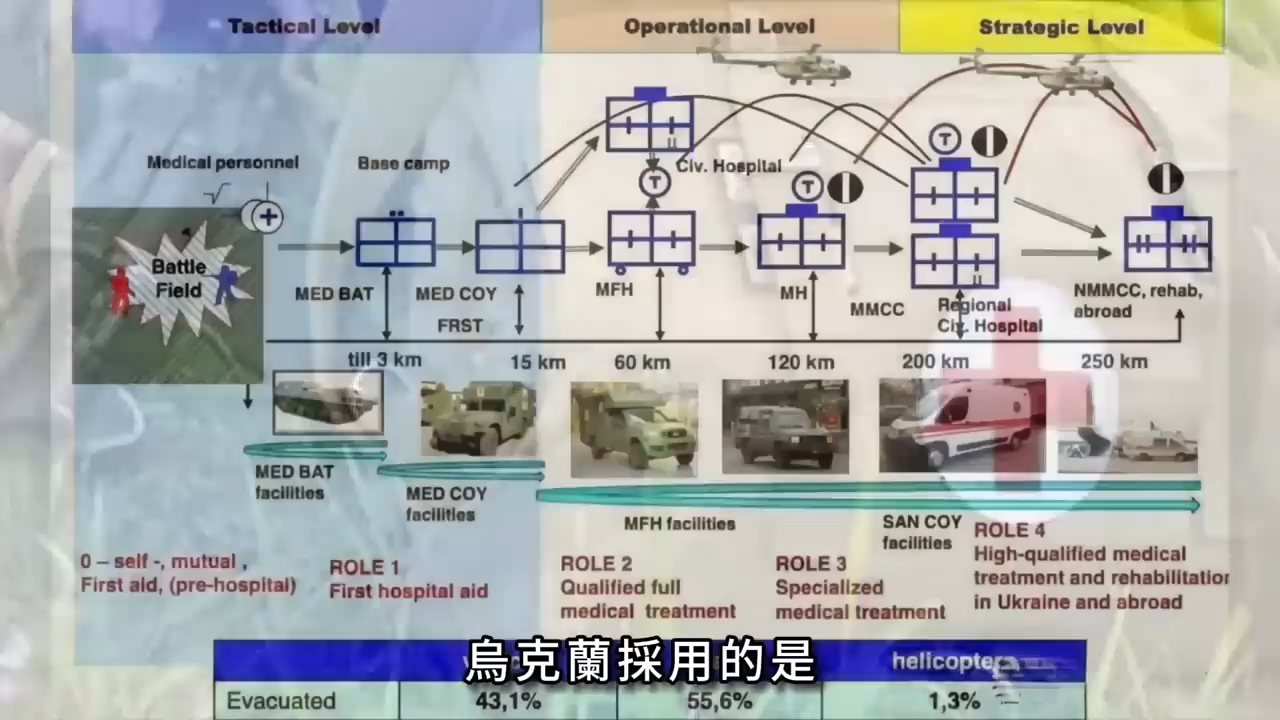 Tactical Level
Operational Level
Strategic Level
Medical personnel
Base camp
Civ. Hospital
T
T
T
Battle
Field
MED BAT
MED COY
FRST
MFH
MH
MMCC
Regional
Civ. Hospital
NMMCC, rehab,
abroad
till 3 km
15 km
60 km
120 km
200 km
250 km
MED BAT
facilities
MED COY
facilities
MFH facilities
SAN COY
facilities
0 – self -, mutual ,
First aid, (pre-hospital)
ROLE 1
First hospital aid
ROLE 2
Qualified full
medical treatment
ROLE 3
Specialized
medical treatment
ROLE 4
High-qualified medical
treatment and rehabilitation
in Ukraine and abroad
helicopters
烏克蘭採用的是
Evacuated
43,1%
55,6%
1,3%